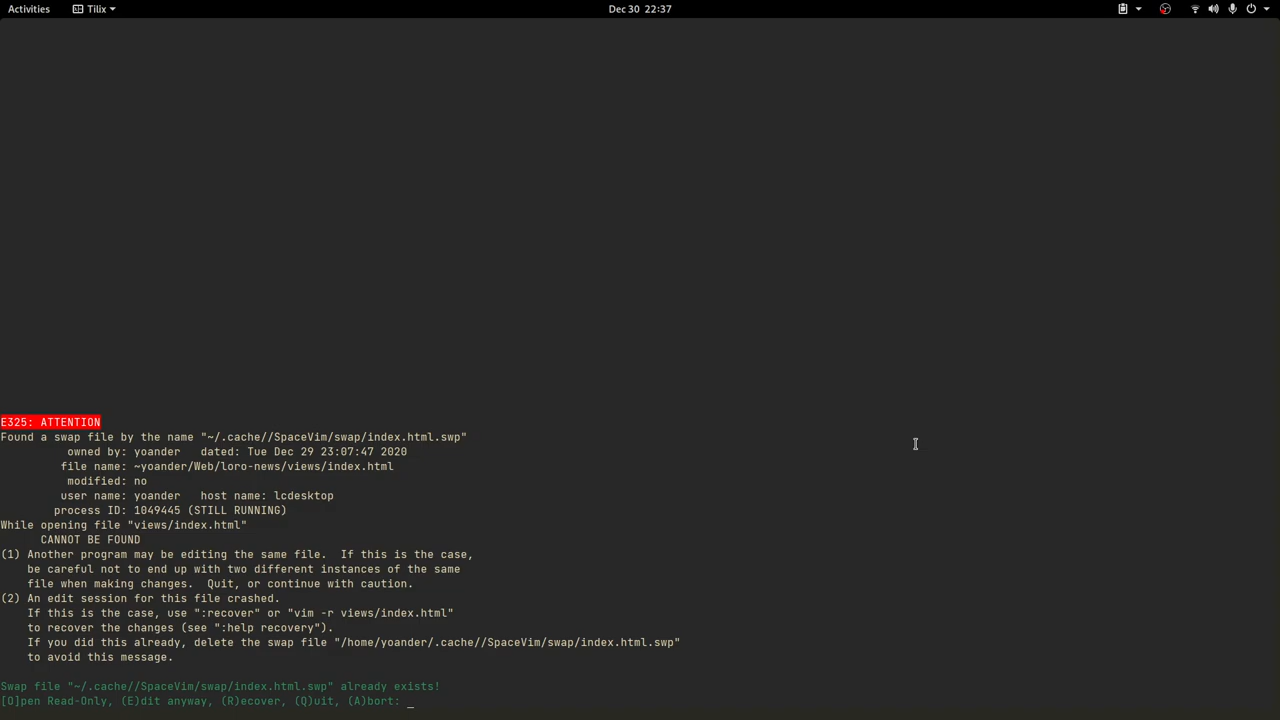 Activities Tilix Dec 30 22:37
E325: ATTENTION
Found a swap file by the name "~/.cache//SpaceVim/swap/index.html.swp"
owned by: yoander dated: Tue Dec 29 23:07:47 2020
file name: ~yoander/Web/loro-news/views/index.html
modified: no
user name: yoander host name: lcdesktop
process ID: 1049445 (STILL RUNNING)
While opening file "views/index.html"
CANNOT BE FOUND
(1) Another program may be editing the same file. If this is the case,
be careful not to end up with two different instances of the same
file when making changes. Quit, or continue with caution.
(2) An edit session for this file crashed.
If this is the case, use ":recover" or "vim -r views/index.html"
to recover the changes (see ":help recovery").
If you did this already, delete the swap file "/home/yoander/.cache//SpaceVim/swap/index.html.swp"
to avoid this message.
Swap file "~/.cache//SpaceVim/swap/index.html.swp" already exists!
[O]pen Read-Only, (E)dit anyway, (R)ecover, (Q)uit, (A)bort: _